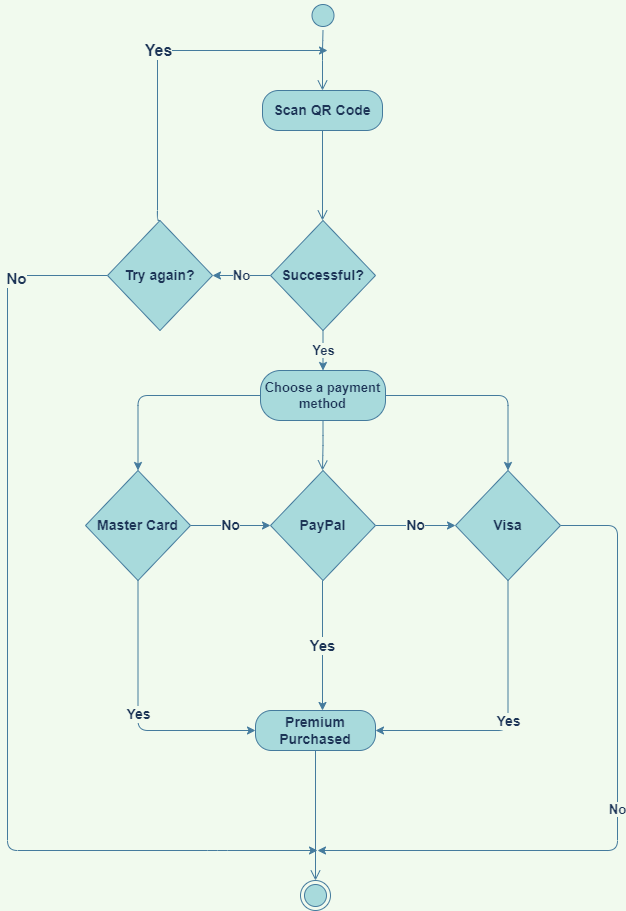 Yes
Scan QR Code
Try again?
No
Successful?
No
Yes
Choose a payment
method
Master Card
No
PayPal
No
Visa
Yes
Yes
Yes
Premium
Purchased
No